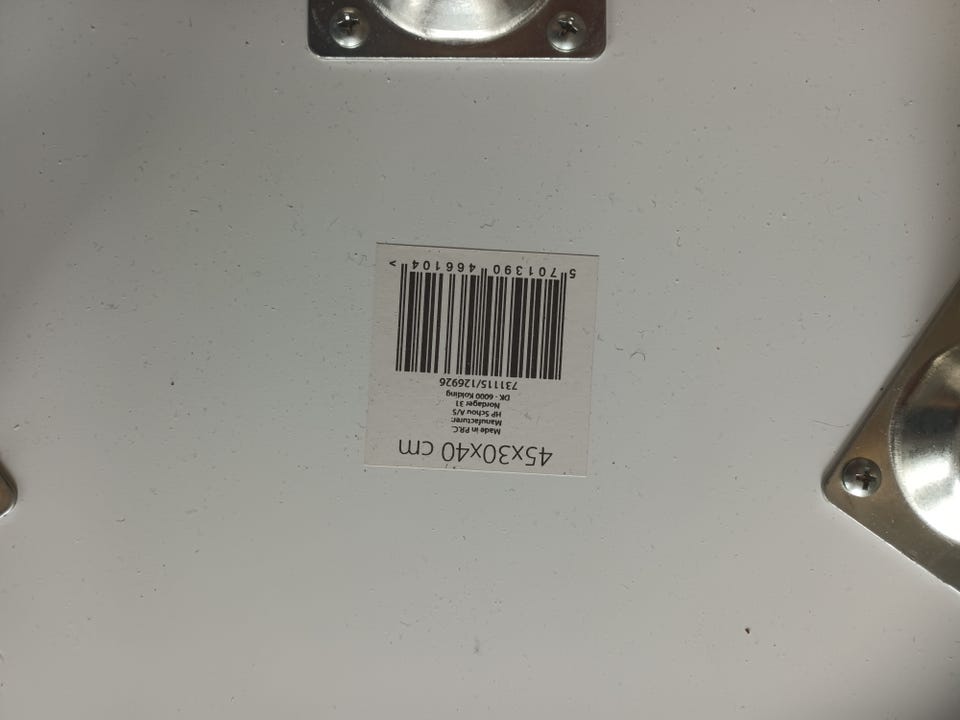 45x30x40 cm
Made in P.R.C.
Manufacturer:
HP Schou A/S
Nordager 31
DK - 6000 Kolding
731115/126926
5 701390 466104 >